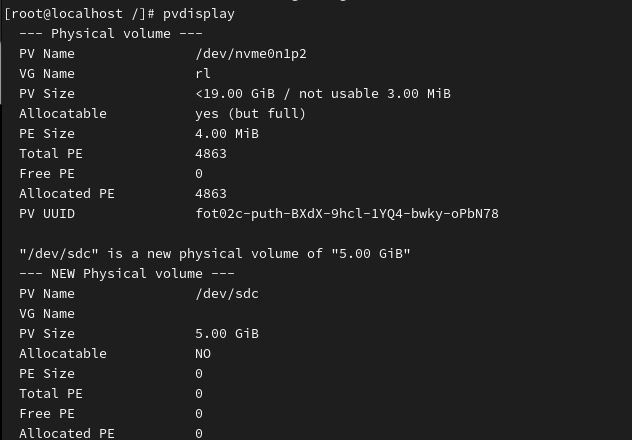 [root@localhost /]# pvdisplay
--- Physical volume ---
PV Name /dev/nvme0n1p2
VG Name rl
PV Size <19.00 GiB / not usable 3.00 MiB
Allocatable yes (but full)
PE Size 4.00 MiB
Total PE 4863
Free PE 0
Allocated PE 4863
PV UUID fot02c-puth-BXdX-9hcl-1YQ4-bwky-oPbN78
"/dev/sdc" is a new physical volume of "5.00 GiB"
--- NEW Physical volume ---
PV Name /dev/sdc
VG Name
PV Size 5.00 GiB
Allocatable NO
PE Size 0
Total PE 0
Free PE 0
Allocated PE 0